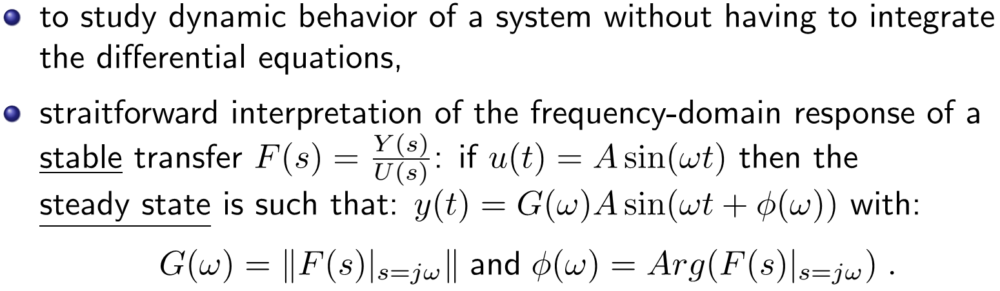 • to study dynamic behavior of a system without having to integrate
the differential equations,
• straitforward interpretation of the frequency-domain response of a
stable transfer $F(s) = \frac{Y(s)}{U(s)}$: if $u(t) = A\sin(\omega t)$ then the
steady state is such that: $y(t) = G(\omega)A\sin(\omega t + \phi(\omega))$ with:
$G(\omega) = \|F(s)|_{s=j\omega}\|$ and $\phi(\omega) = Arg(F(s)|_{s=j\omega})$ .